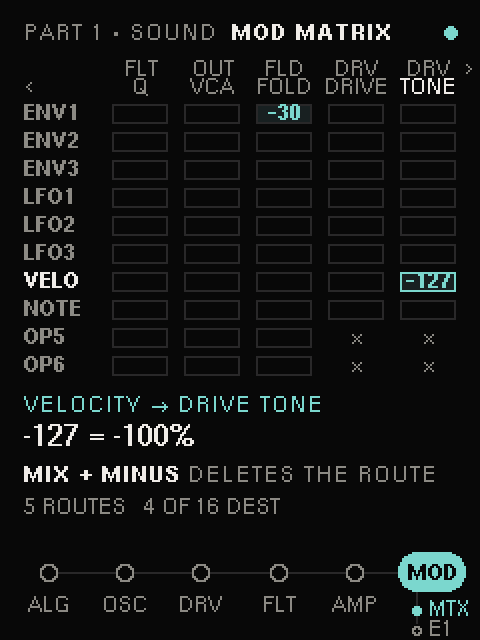 PART 1 · SOUND MOD MATRIX
FLT OUT FLD DRV DRV >
< Q VCA FOLD DRIVE TONE
ENV1 -30
ENV2
ENV3
LFO1
LFO2
LFO3
VELO -127
NOTE
OP5 × ×
OP6 × ×
VELOCITY → DRIVE TONE
-127 = -100%
MIX + MINUS DELETES THE ROUTE
5 ROUTES 4 OF 16 DEST
MOD
ALG OSC DRV FLT AMP MTX
E1